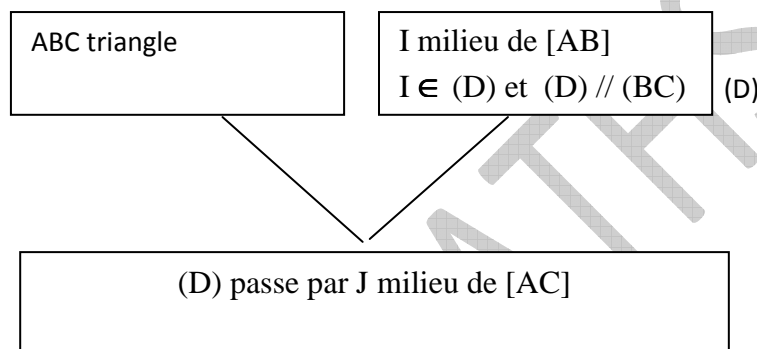 ABC triangle
I milieu de [AB]
I ∈ (D) et (D) // (BC)
(D)
(D) passe par J milieu de [AC]